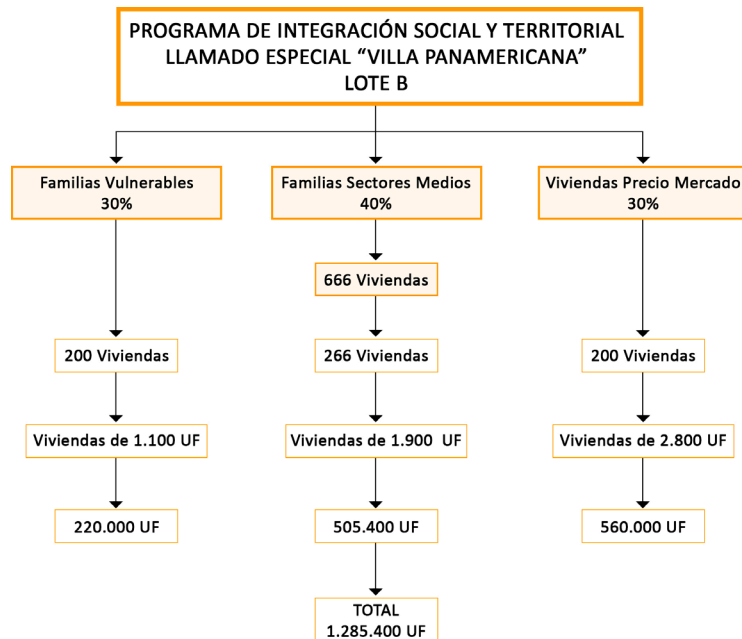 PROGRAMA DE INTEGRACIÓN SOCIAL Y TERRITORIAL
LLAMADO ESPECIAL “VILLA PANAMERICANA”
LOTE B
Familias Vulnerables
30%
Familias Sectores Medios
40%
Viviendas Precio Mercado
30%
666 Viviendas
200 Viviendas
266 Viviendas
200 Viviendas
Viviendas de 1.100 UF
Viviendas de 1.900 UF
Viviendas de 2.800 UF
220.000 UF
505.400 UF
560.000 UF
TOTAL
1.285.400 UF